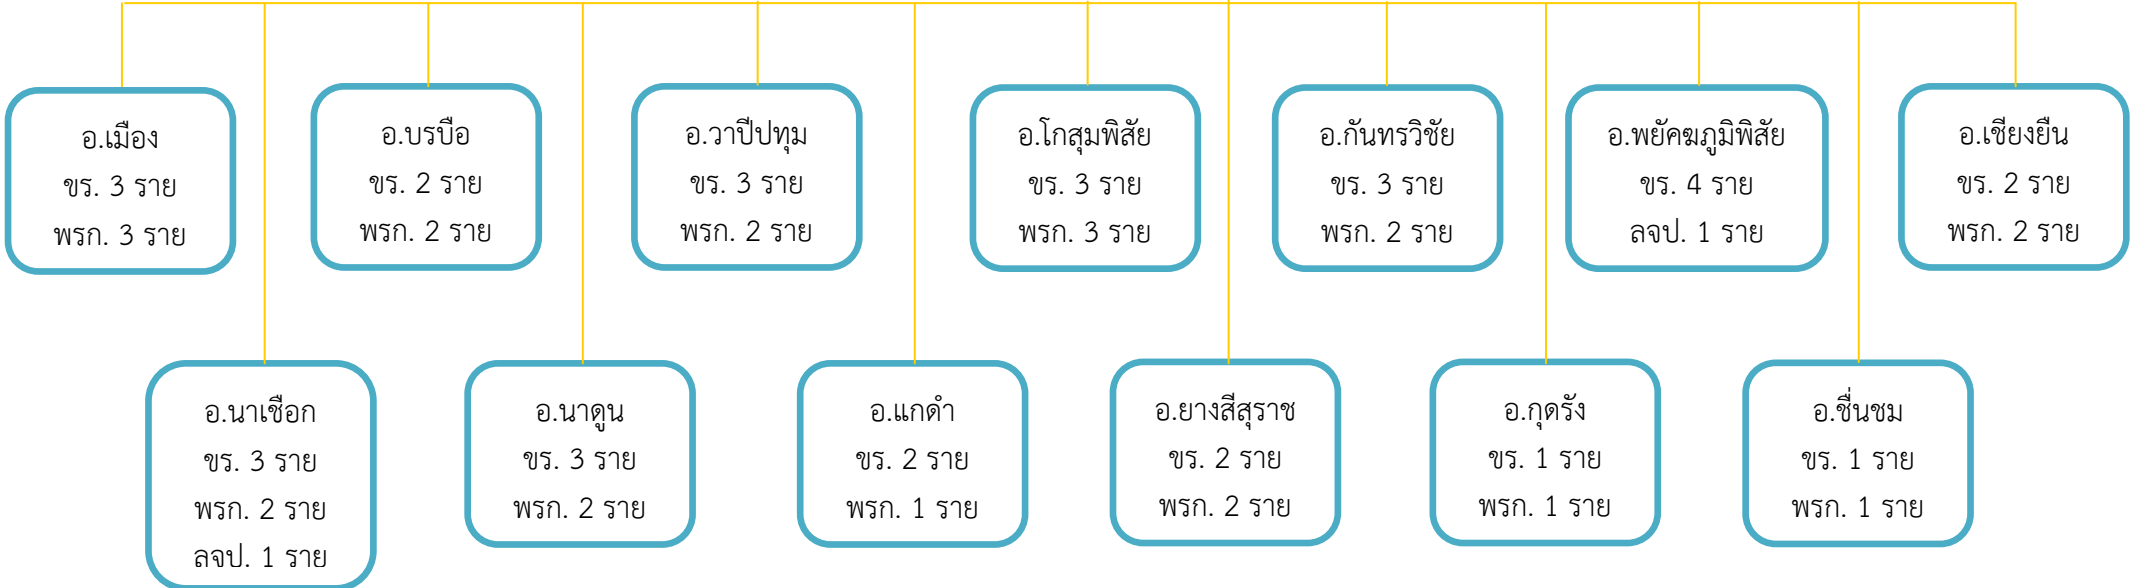 อ.เมือง
ขร. 3 ราย
พรก. 3 ราย
อ.บรบือ
ขร. 2 ราย
พรก. 2 ราย
อ.วาปีปทุม
ขร. 3 ราย
พรก. 2 ราย
อ.โกสุมพิสัย
ขร. 3 ราย
พรก. 3 ราย
อ.กันทรวิชัย
ขร. 3 ราย
พรก. 2 ราย
อ.พยัคฆภูมิพิสัย
ขร. 4 ราย
ลจป. 1 ราย
อ.เชียงยืน
ขร. 2 ราย
พรก. 2 ราย
อ.นาเชือก
ขร. 3 ราย
พรก. 2 ราย
ลจป. 1 ราย
อ.นาดูน
ขร. 3 ราย
พรก. 2 ราย
อ.แกดำ
ขร. 2 ราย
พรก. 1 ราย
อ.ยางสีสุราช
ขร. 2 ราย
พรก. 2 ราย
อ.กุดรัง
ขร. 1 ราย
พรก. 1 ราย
อ.ชื่นชม
ขร. 1 ราย
พรก. 1 ราย